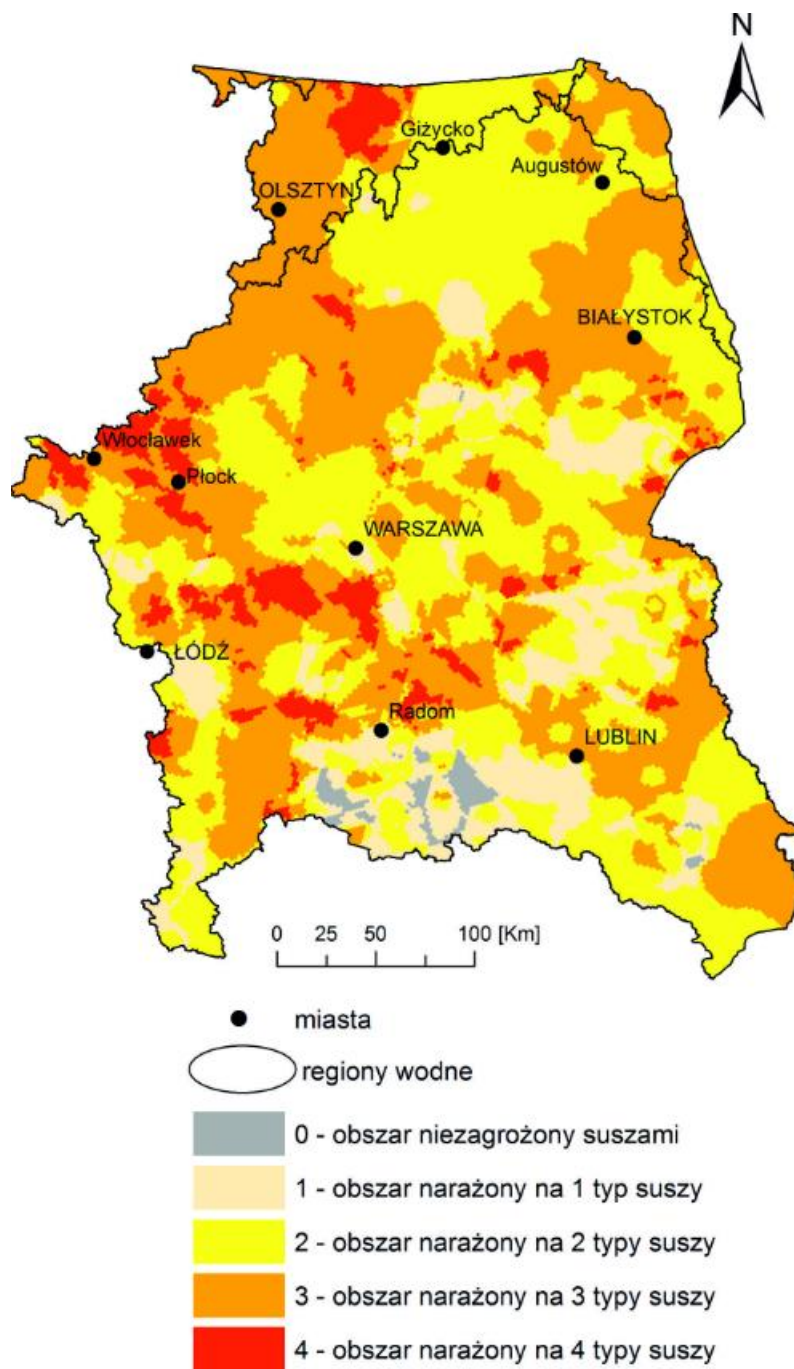 N
Giżycko
Augustów
OLSZTYN
BIAŁYSTOK
Włocławek
Płock
WARSZAWA
ŁÓDŹ
Radom
LUBLIN
0 25 50 100 [Km]
miasta
regiony wodne
0 - obszar niezagrożony suszami
1 - obszar narażony na 1 typ suszy
2 - obszar narażony na 2 typy suszy
3 - obszar narażony na 3 typy suszy
4 - obszar narażony na 4 typy suszy